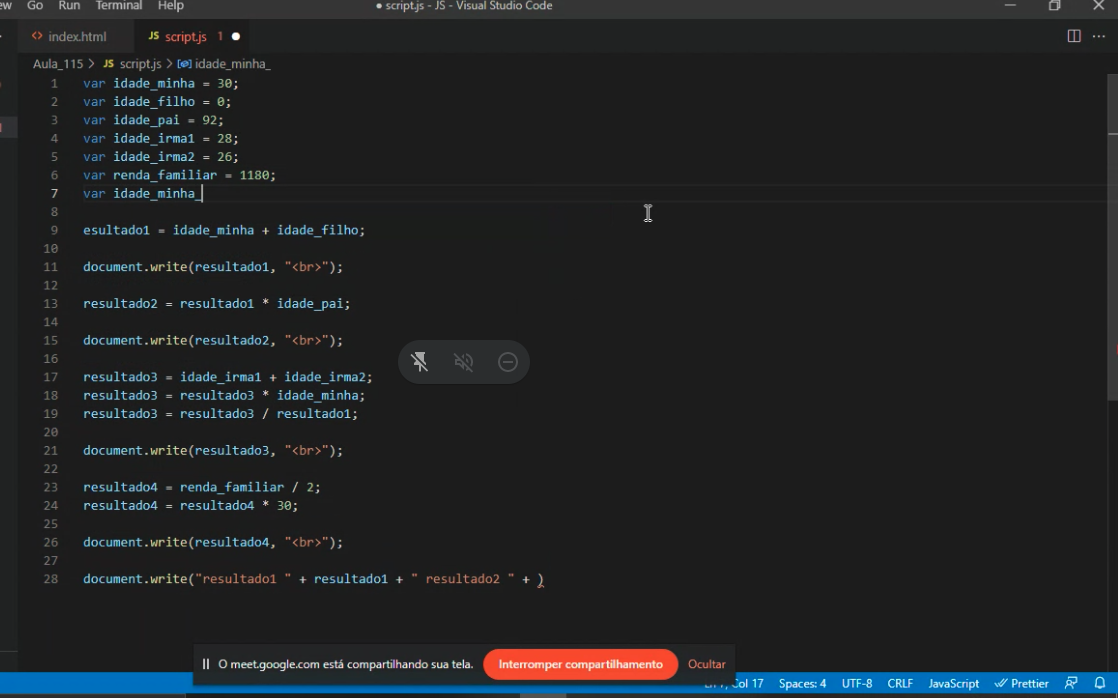 Go Run Terminal Help
● script.js - JS - Visual Studio Code
<> index.html
JS script.js 1 ●
Aula_115 > JS script.js > idade_minha_
1 var idade_minha = 30;
2 var idade_filho = 0;
3 var idade_pai = 92;
4 var idade_irma1 = 28;
5 var idade_irma2 = 26;
6 var renda_familiar = 1180;
7 var idade_minha_
8
9 esultado1 = idade_minha + idade_filho;
10
11 document.write(resultado1, "<br>");
12
13 resultado2 = resultado1 * idade_pai;
14
15 document.write(resultado2, "<br>");
16
17 resultado3 = idade_irma1 + idade_irma2;
18 resultado3 = resultado3 * idade_minha;
19 resultado3 = resultado3 / resultado1;
20
21 document.write(resultado3, "<br>");
22
23 resultado4 = renda_familiar / 2;
24 resultado4 = resultado4 * 30;
25
26 document.write(resultado4, "<br>");
27
28 document.write("resultado1 " + resultado1 + " resultado2 " + )
O meet.google.com está compartilhando sua tela. Interromper compartilhamento Ocultar
Col 17 Spaces: 4 UTF-8 CRLF JavaScript Prettier